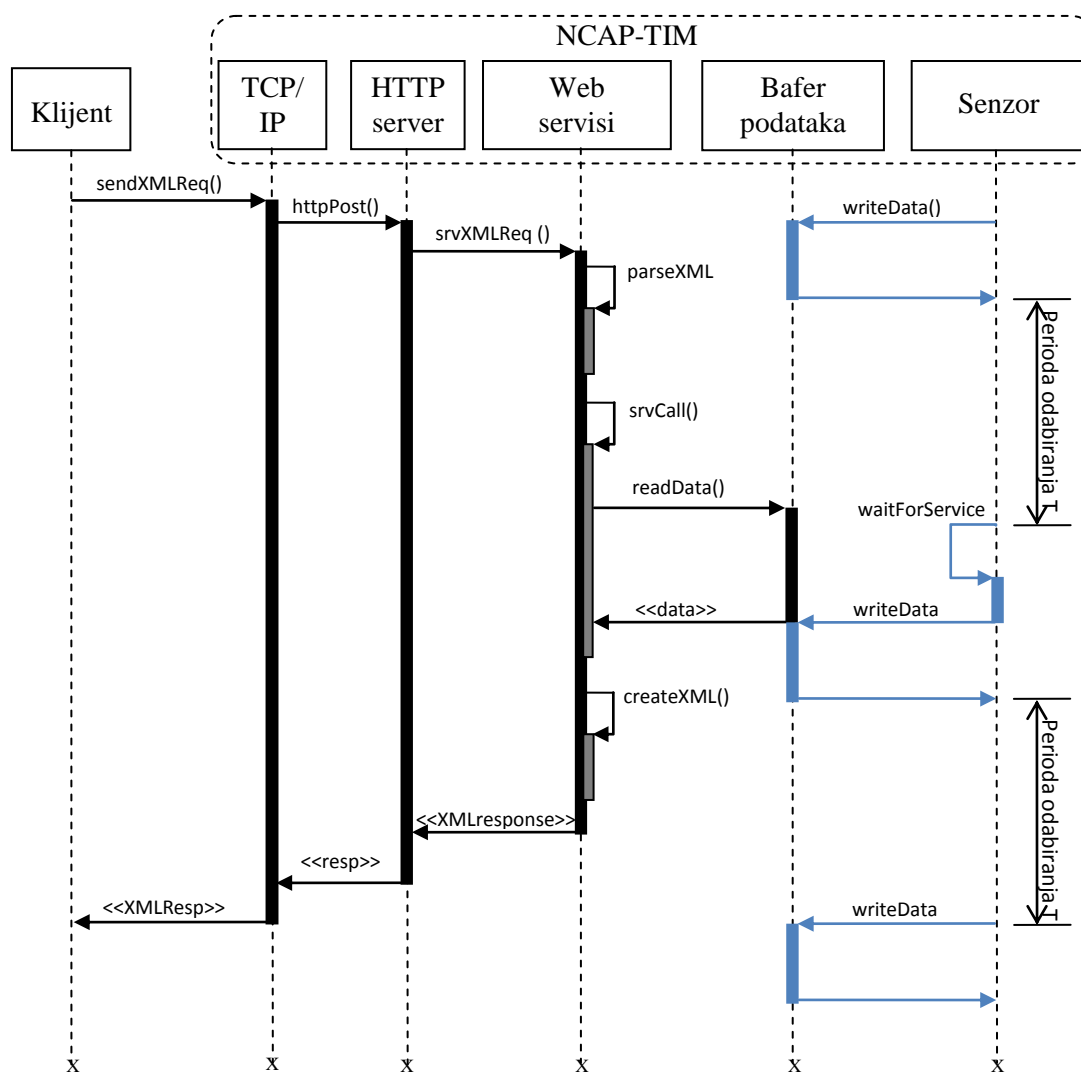 NCAP-TIM
Klijent
TCP/
IP
HTTP
server
Web
servisi
Bafer
podataka
Senzor
sendXMLReq()
httpPost()
writeData()
srvXMLReq ()
parseXML
Perioda odabiranja T
srvCall()
readData()
waitForService
<<data>>
writeData
createXML()
Perioda odabiranja T
<<XMLresponse>>
<<resp>>
<<XMLResp>>
writeData
x
x
x
x
x
x